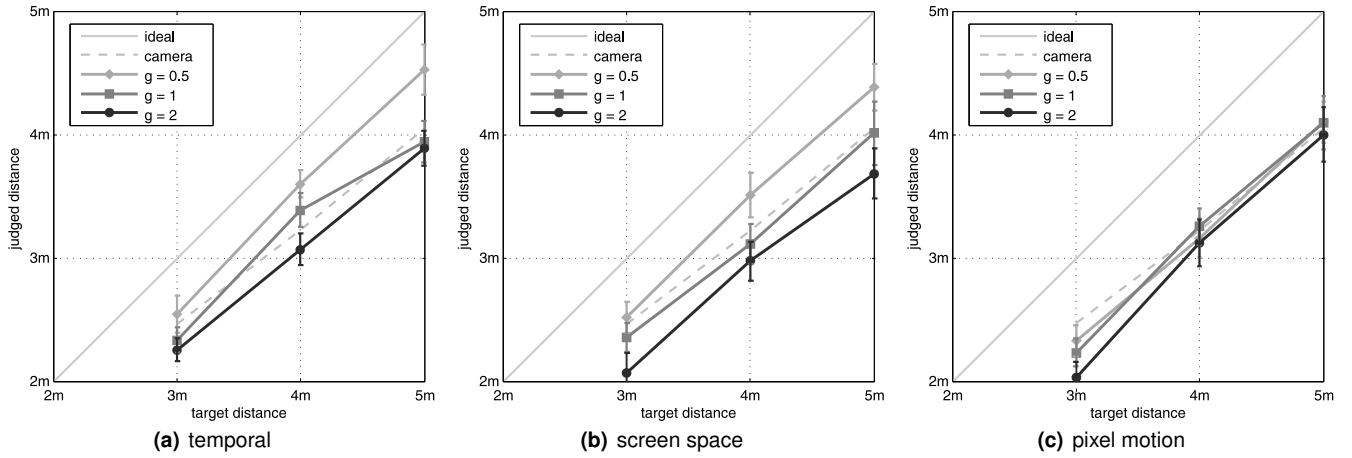 5m
4m
3m
2m
judged distance
ideal
camera
g = 0.5
g = 1
g = 2
2m
3m
4m
5m
target distance
(a) temporal
5m
4m
3m
2m
judged distance
ideal
camera
g = 0.5
g = 1
g = 2
2m
3m
4m
5m
target distance
(b) screen space
5m
4m
3m
2m
judged distance
ideal
camera
g = 0.5
g = 1
g = 2
2m
3m
4m
5m
target distance
(c) pixel motion